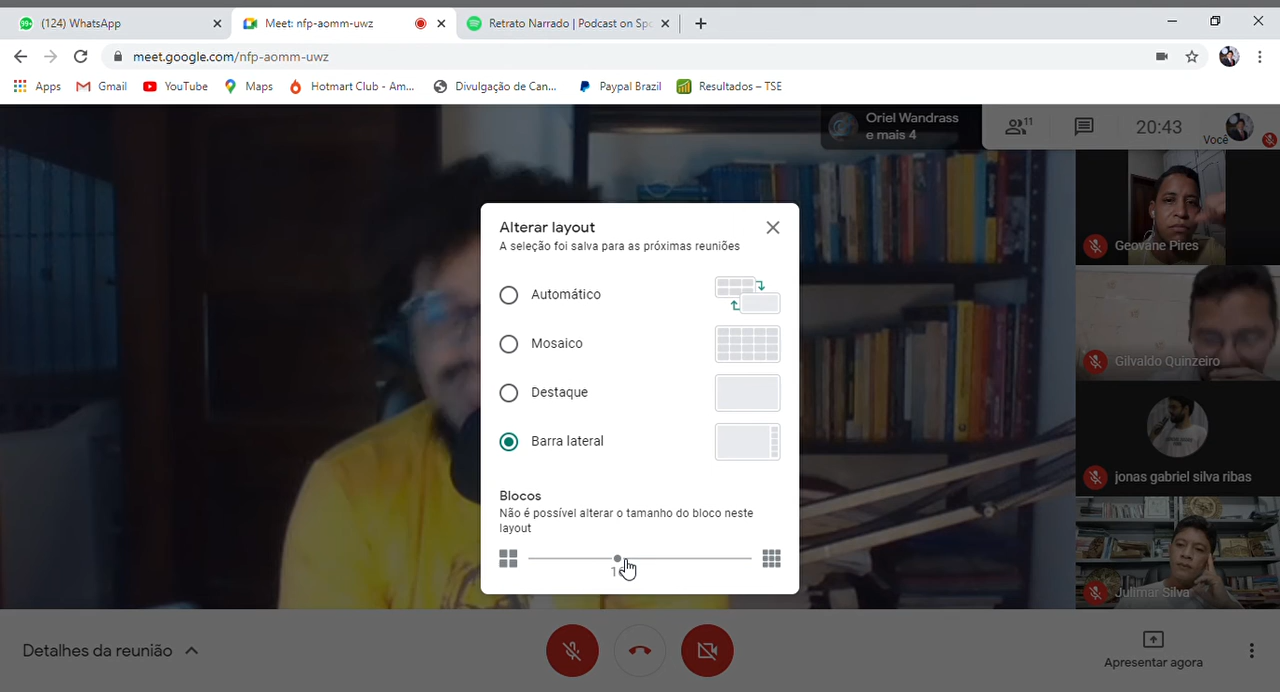 (124) WhatsApp
Meet: nfp-aomm-uwz
Retrato Narrado | Podcast on Spo
meet.google.com/nfp-aomm-uwz
Apps
Gmail
YouTube
Maps
Hotmart Club - Am...
Divulgação de Can...
Paypal Brazil
Resultados – TSE
Oriel Wandrass
e mais 4
11
20:43
Você
Geovane Pires
Gilvaldo Quinzeiro
jonas gabriel silva ribas
Julimar Silva
Alterar layout
A seleção foi salva para as próximas reuniões
Automático
Mosaico
Destaque
Barra lateral
Blocos
Não é possível alterar o tamanho do bloco neste
layout
Detalhes da reunião
Apresentar agora